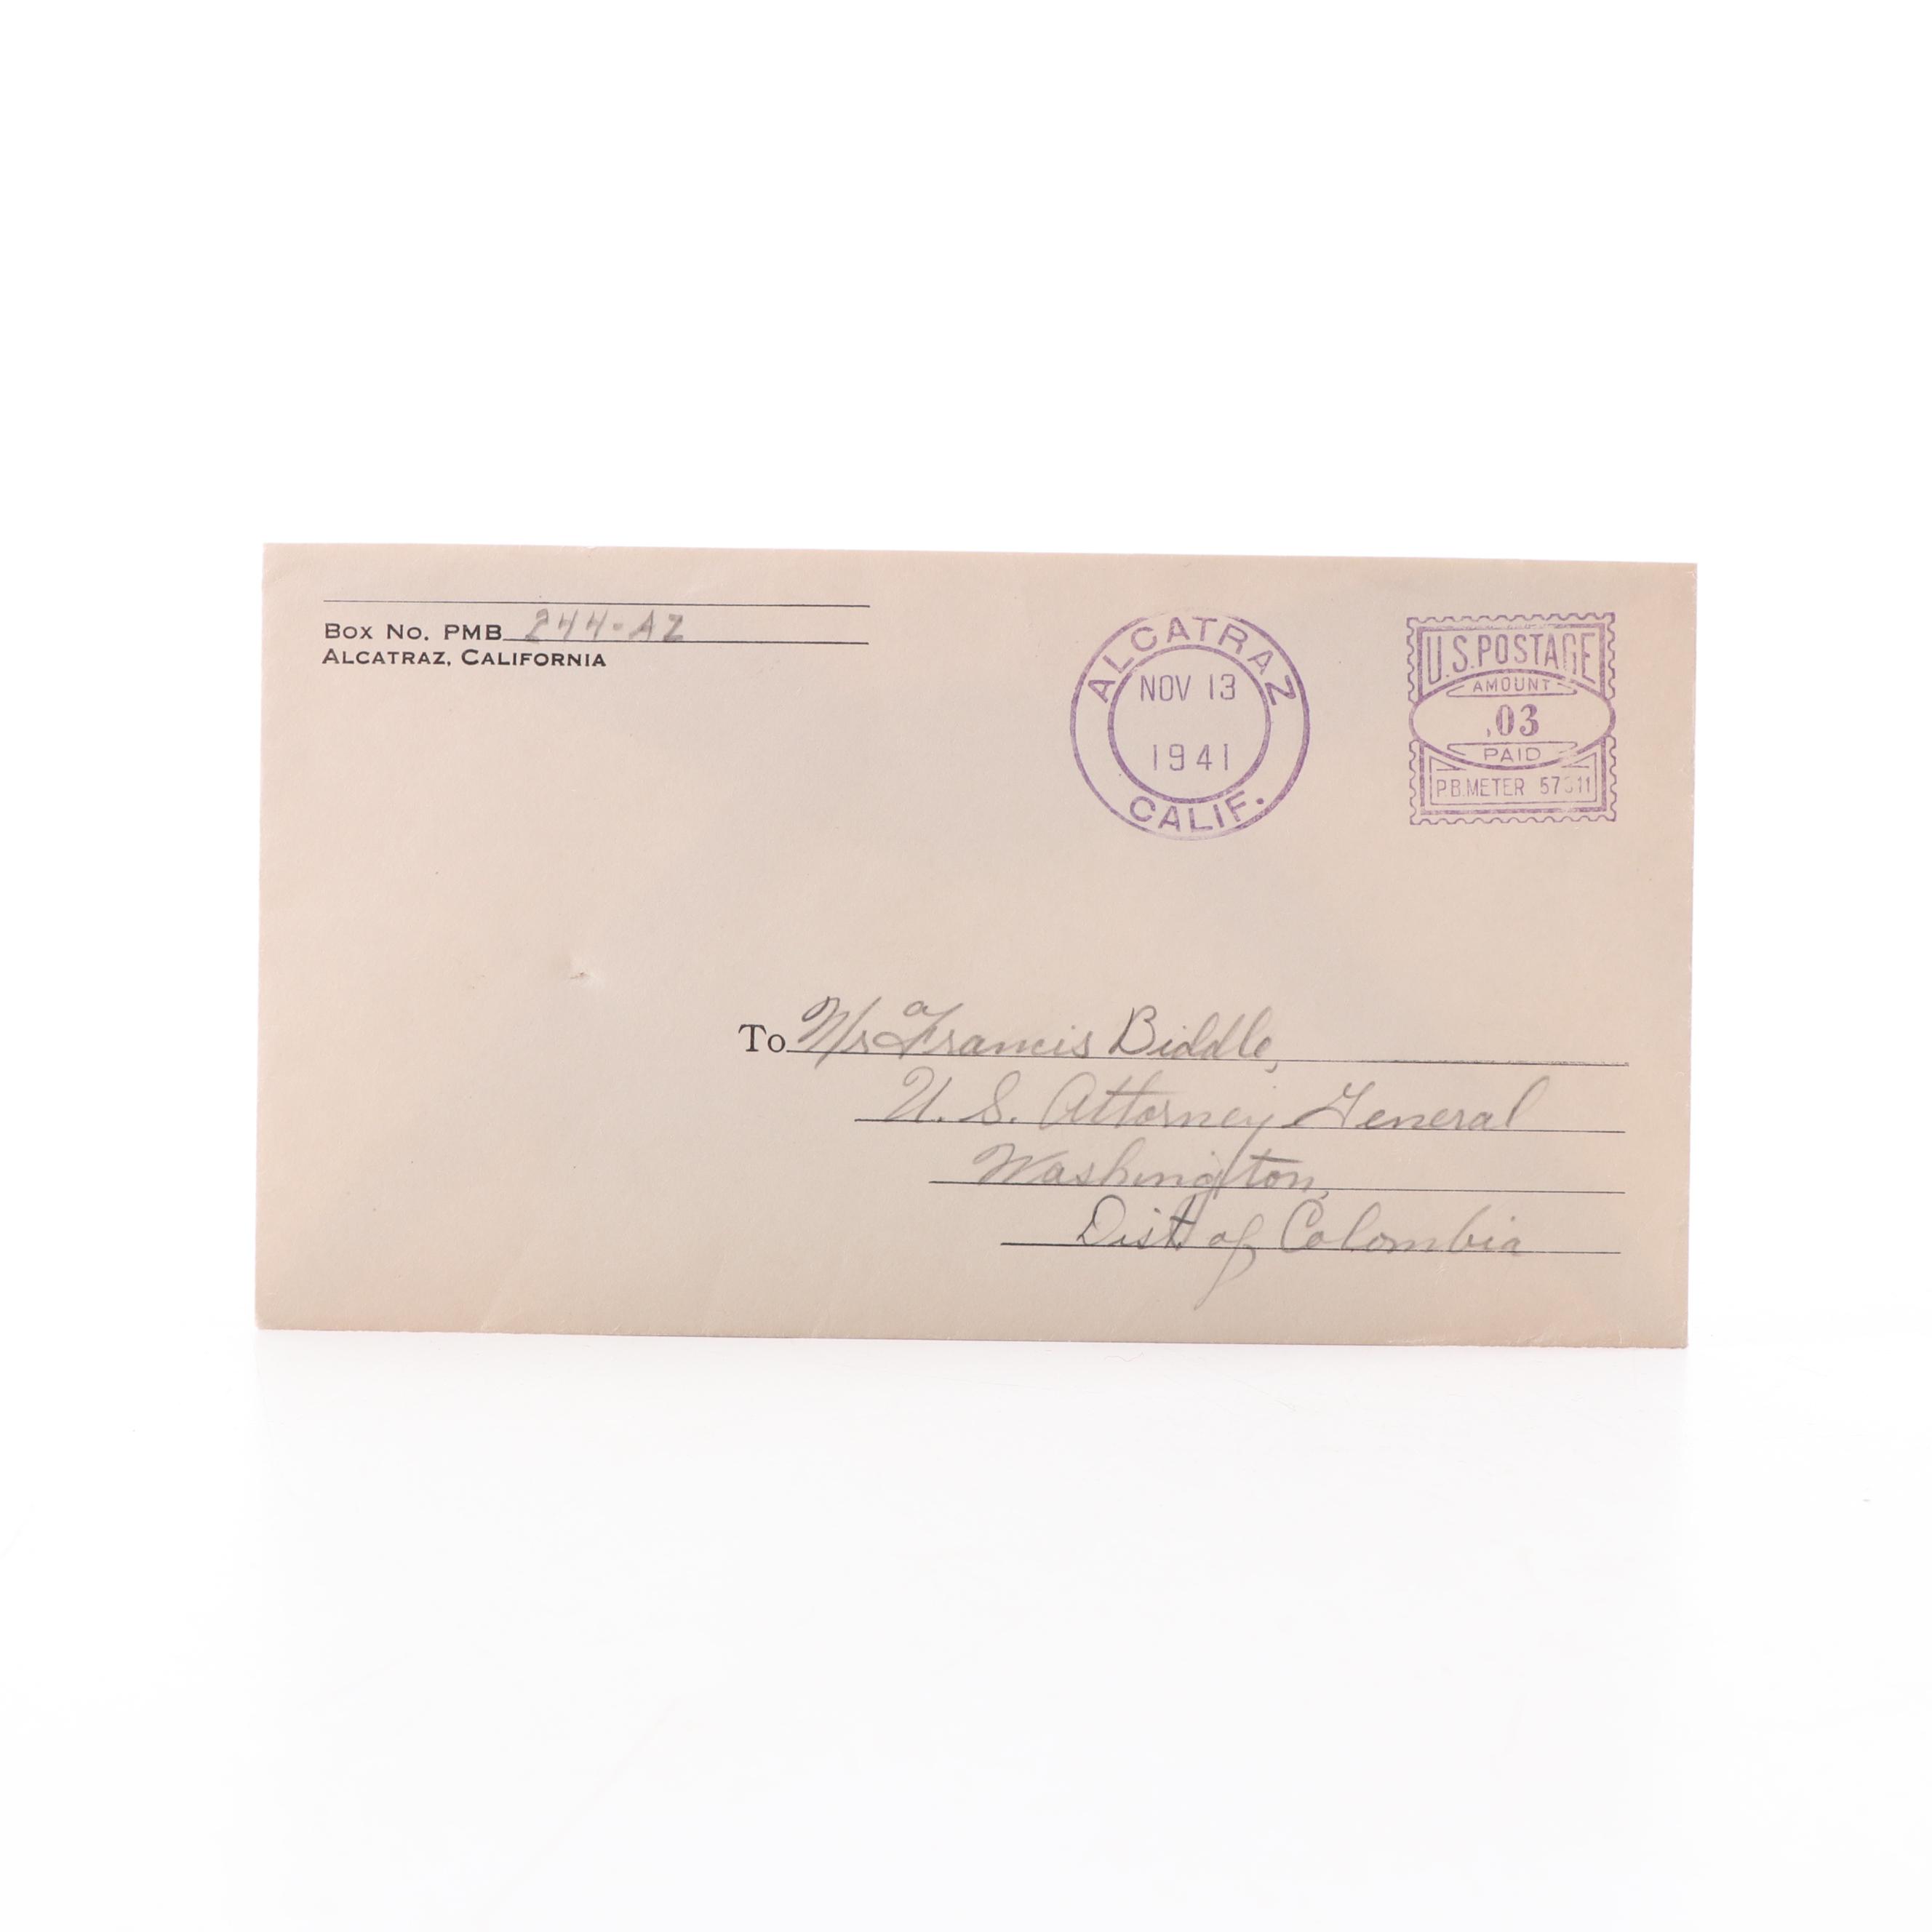 Box No. PMB 244-AZ
Alcatraz, California
ALCATRAZ
NOV 13
1941
CALIF.
U.S. POSTAGE
AMOUNT
.03
PAID
P.B. METER
To Mr Francis Biddle,
U. S. Attorney General
Washington,
Dist. of Colombia